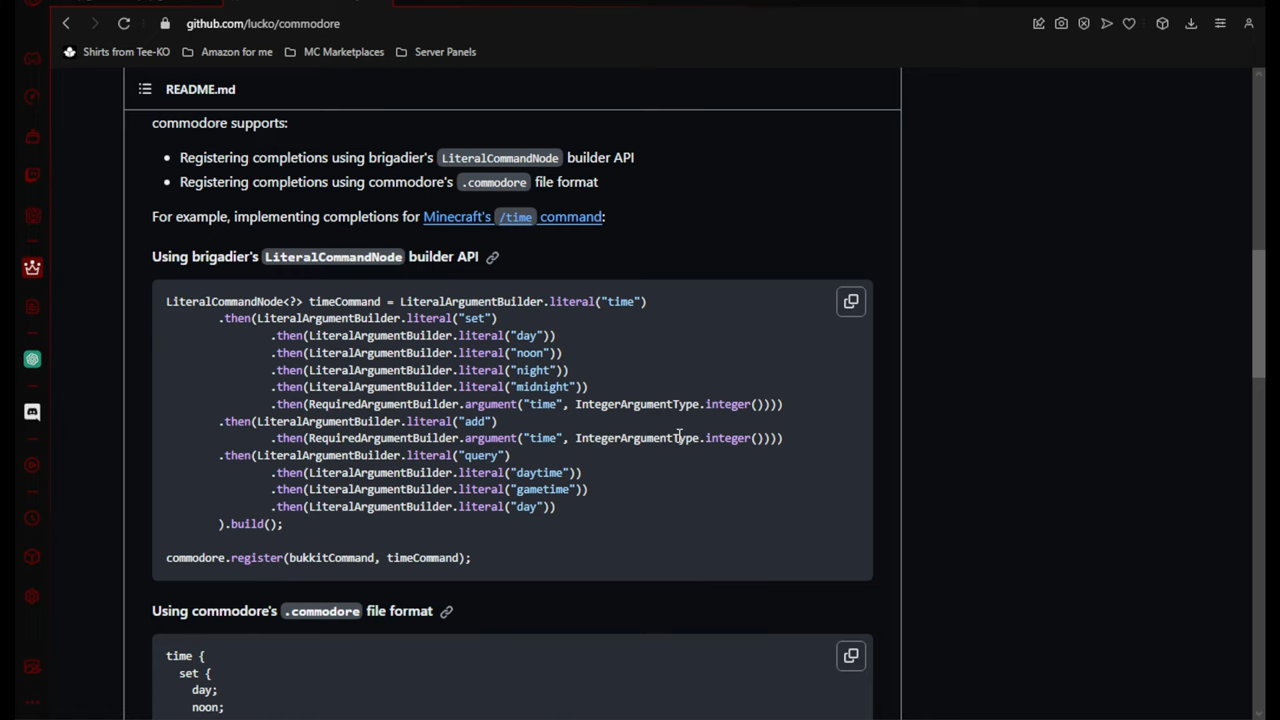 github.com/lucko/commodore
Shirts from Tee-KO Amazon for me MC Marketplaces Server Panels
README.md
commodore supports:
• Registering completions using brigadier's LiteralCommandNode builder API
• Registering completions using commodore's .commodore file format
For example, implementing completions for Minecraft's /time command:
Using brigadier's LiteralCommandNode builder API
LiteralCommandNode<?> timeCommand = LiteralArgumentBuilder.literal("time")
        .then(LiteralArgumentBuilder.literal("set")
                .then(LiteralArgumentBuilder.literal("day"))
                .then(LiteralArgumentBuilder.literal("noon"))
                .then(LiteralArgumentBuilder.literal("night"))
                .then(LiteralArgumentBuilder.literal("midnight"))
                .then(RequiredArgumentBuilder.argument("time", IntegerArgumentType.integer())))
        .then(LiteralArgumentBuilder.literal("add")
                .then(RequiredArgumentBuilder.argument("time", IntegerArgumentType.integer())))
        .then(LiteralArgumentBuilder.literal("query")
                .then(LiteralArgumentBuilder.literal("daytime"))
                .then(LiteralArgumentBuilder.literal("gametime"))
                .then(LiteralArgumentBuilder.literal("day"))
        ).build();
commodore.register(bukkitCommand, timeCommand);
Using commodore's .commodore file format
time {
  set {
    day;
    noon;